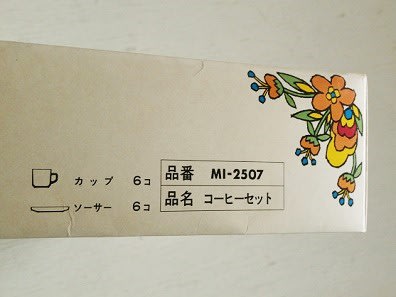 カップ 6コ
ソーサー 6コ
品番 MI-2507
品名 コーヒーセット